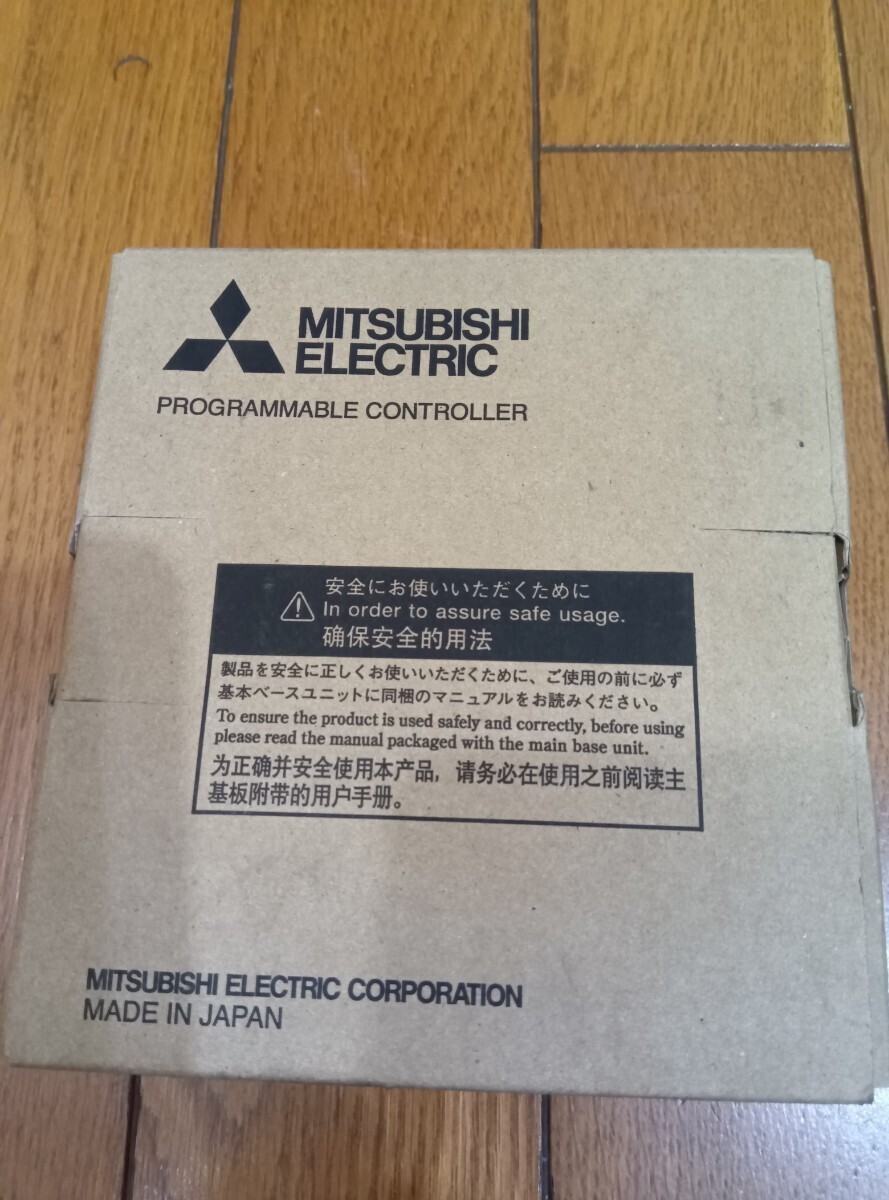 MITSUBISHI
ELECTRIC
PROGRAMMABLE CONTROLLER
安全にお使いいただくために
In order to assure safe usage.
确保安全的用法
製品を安全に正しくお使いいただくために、ご使用の前に必ず
基本ベースユニットに同梱のマニュアルをお読みください。
To ensure the product is used safely and correctly, before using
please read the manual packaged with the main base unit.
为正确并安全使用本产品，请务必在使用之前阅读主
基板附带的用户手册。
MITSUBISHI ELECTRIC CORPORATION
MADE IN JAPAN